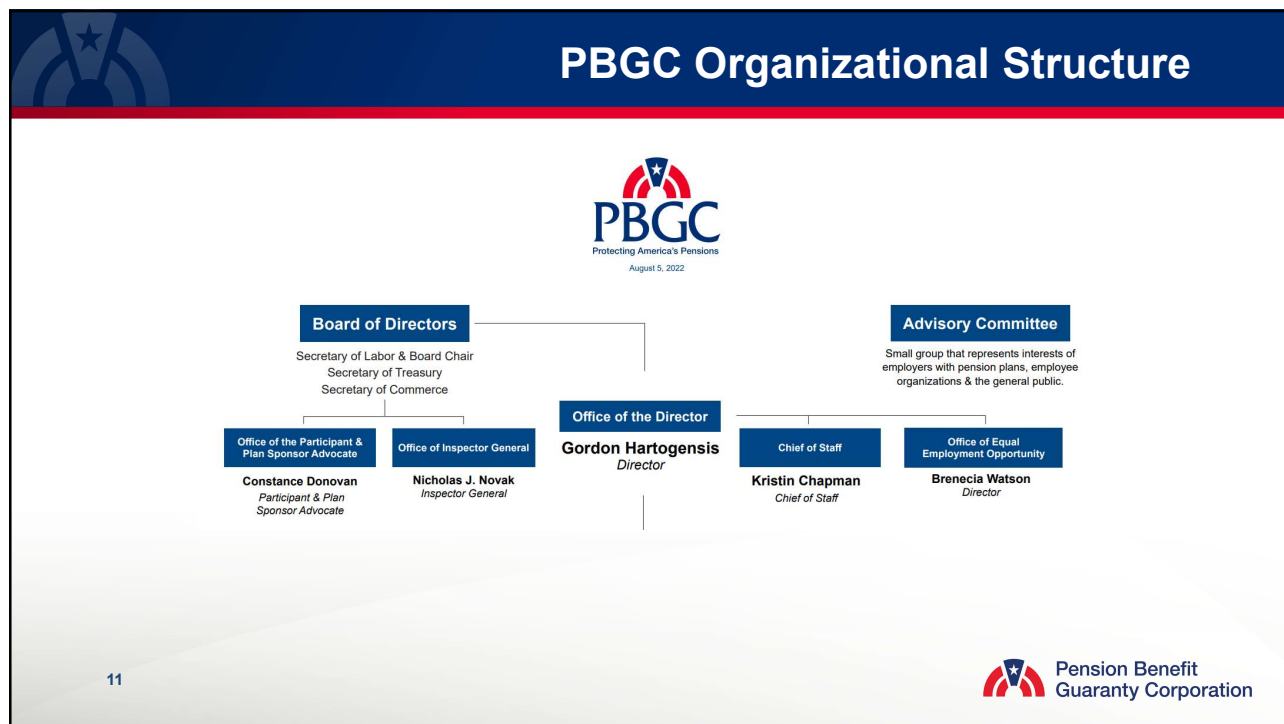 PBGC Organizational Structure
PBGC
Protecting America's Pensions
August 5, 2022
Board of Directors
Secretary of Labor & Board Chair
Secretary of Treasury
Secretary of Commerce
Advisory Committee
Small group that represents interests of
employers with pension plans, employee
organizations & the general public.
Office of the Participant &
Plan Sponsor Advocate
Constance Donovan
Participant & Plan
Sponsor Advocate
Office of Inspector General
Nicholas J. Novak
Inspector General
Office of the Director
Gordon Hartogensis
Director
Chief of Staff
Kristin Chapman
Chief of Staff
Office of Equal
Employment Opportunity
Brenecia Watson
Director
11
Pension Benefit
Guaranty Corporation